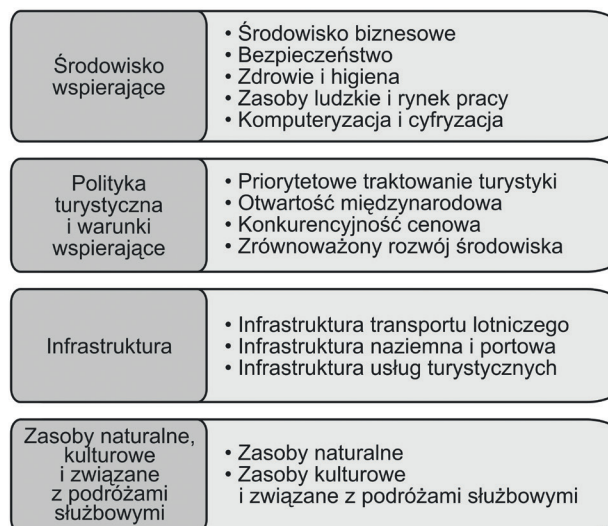 Środowisko
wspierające
• Środowisko biznesowe
• Bezpieczeństwo
• Zdrowie i higiena
• Zasoby ludzkie i rynek pracy
• Komputeryzacja i cyfryzacja
Polityka
turystyczna
i warunki
wspierające
• Priorytetowe traktowanie turystyki
• Otwartość międzynarodowa
• Konkurencyjność cenowa
• Zrównoważony rozwój środowiska
Infrastruktura
• Infrastruktura transportu lotniczego
• Infrastruktura naziemna i portowa
• Infrastruktura usług turystycznych
Zasoby naturalne,
kulturowe
i związane
z podróżami
służbowymi
• Zasoby naturalne
• Zasoby kulturowe
i związane z podróżami służbowymi